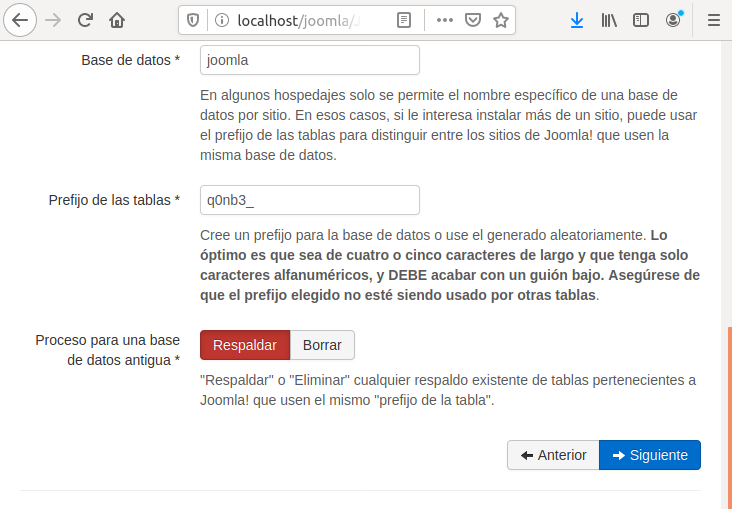 localhost/joomla/J
Base de datos *
joomla
En algunos hospedajes solo se permite el nombre específico de una base de
datos por sitio. En esos casos, si le interesa instalar más de un sitio, puede usar
el prefijo de las tablas para distinguir entre los sitios de Joomla! que usen la
misma base de datos.
Prefijo de las tablas *
q0nb3_
Cree un prefijo para la base de datos o use el generado aleatoriamente. Lo
óptimo es que sea de cuatro o cinco caracteres de largo y que tenga solo
caracteres alfanuméricos, y DEBE acabar con un guión bajo. Asegúrese de
que el prefijo elegido no esté siendo usado por otras tablas.
Proceso para una base
de datos antigua *
Respaldar
Borrar
"Respaldar" o "Eliminar" cualquier respaldo existente de tablas pertenecientes a
Joomla! que usen el mismo "prefijo de la tabla".
Anterior
Siguiente